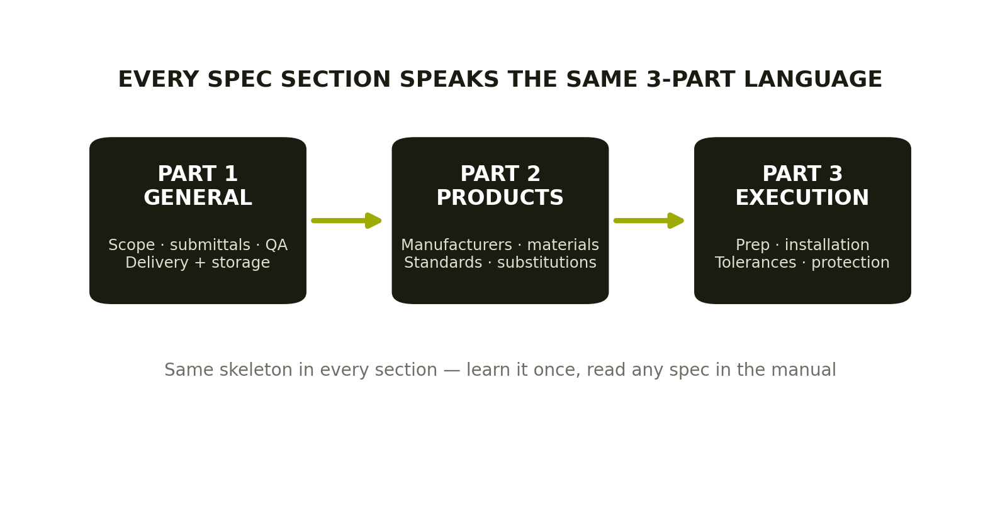 EVERY SPEC SECTION SPEAKS THE SAME 3-PART LANGUAGE
PART 1
GENERAL
Scope · submittals · QA
Delivery + storage
PART 2
PRODUCTS
Manufacturers · materials
Standards · substitutions
PART 3
EXECUTION
Prep · installation
Tolerances · protection
Same skeleton in every section — learn it once, read any spec in the manual